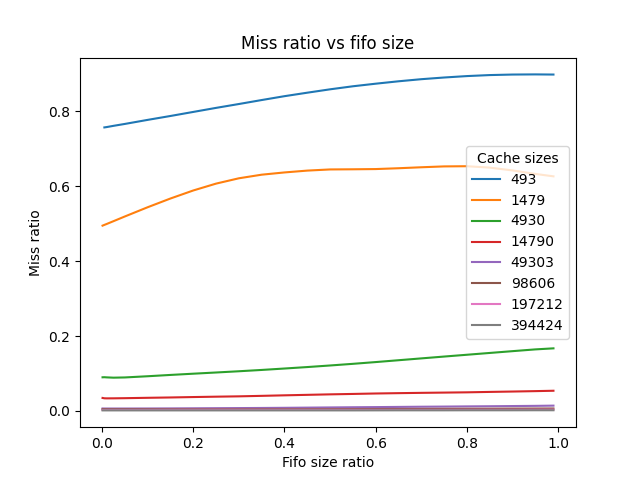 Miss ratio vs fifo size
Miss ratio
0.8
0.6
0.4
0.2
0.0
Cache sizes
493
1479
4930
14790
49303
98606
197212
394424
0.0 0.2 0.4 0.6 0.8 1.0
Fifo size ratio